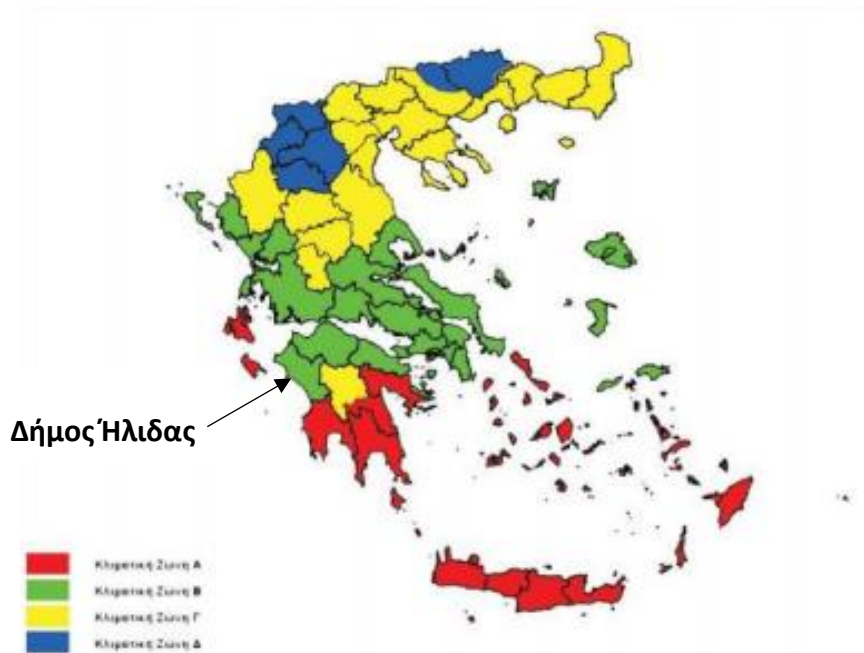 Δήμος Ήλιδας
Κλιματική Ζώνη Α
Κλιματική Ζώνη Β
Κλιματική Ζώνη Γ
Κλιματική Ζώνη Δ